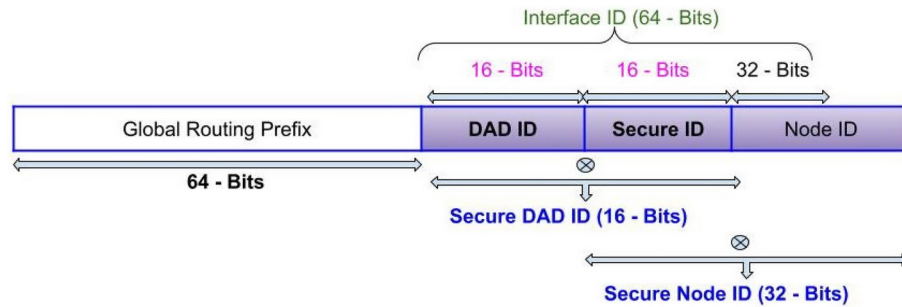 Interface ID (64 - Bits)
16 - Bits 16 - Bits 32 - Bits
Global Routing Prefix DAD ID Secure ID Node ID
64 - Bits
Secure DAD ID (16 - Bits)
Secure Node ID (32 - Bits)